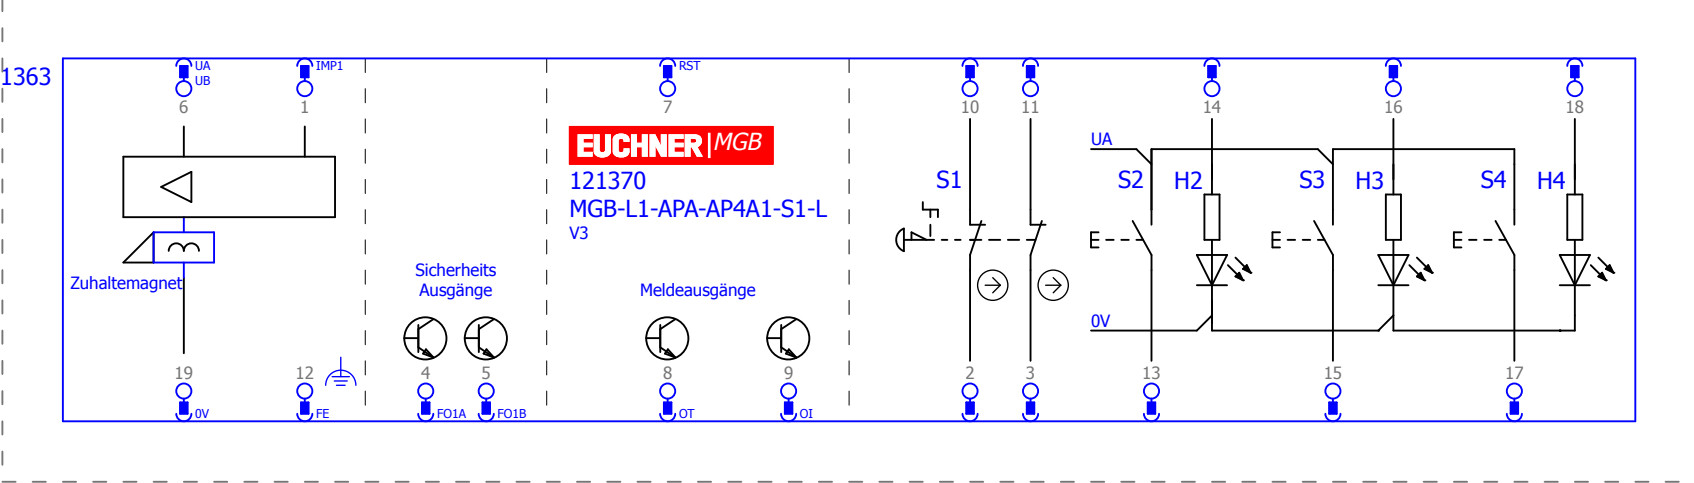 1363
UA
UB
IMP1
RST
6
1
7
10
11
14
16
18
EUCHNER|MGB
121370
MGB-L1-APA-AP4A1-S1-L
V3
UA
S1
S2
H2
S3
H3
S4
H4
Zuhaltemagnet
Sicherheits
Ausgänge
Meldeausgänge
0V
19
12
4
5
8
9
2
3
13
15
17
0V
FE
FO1A
FO1B
OT
OI